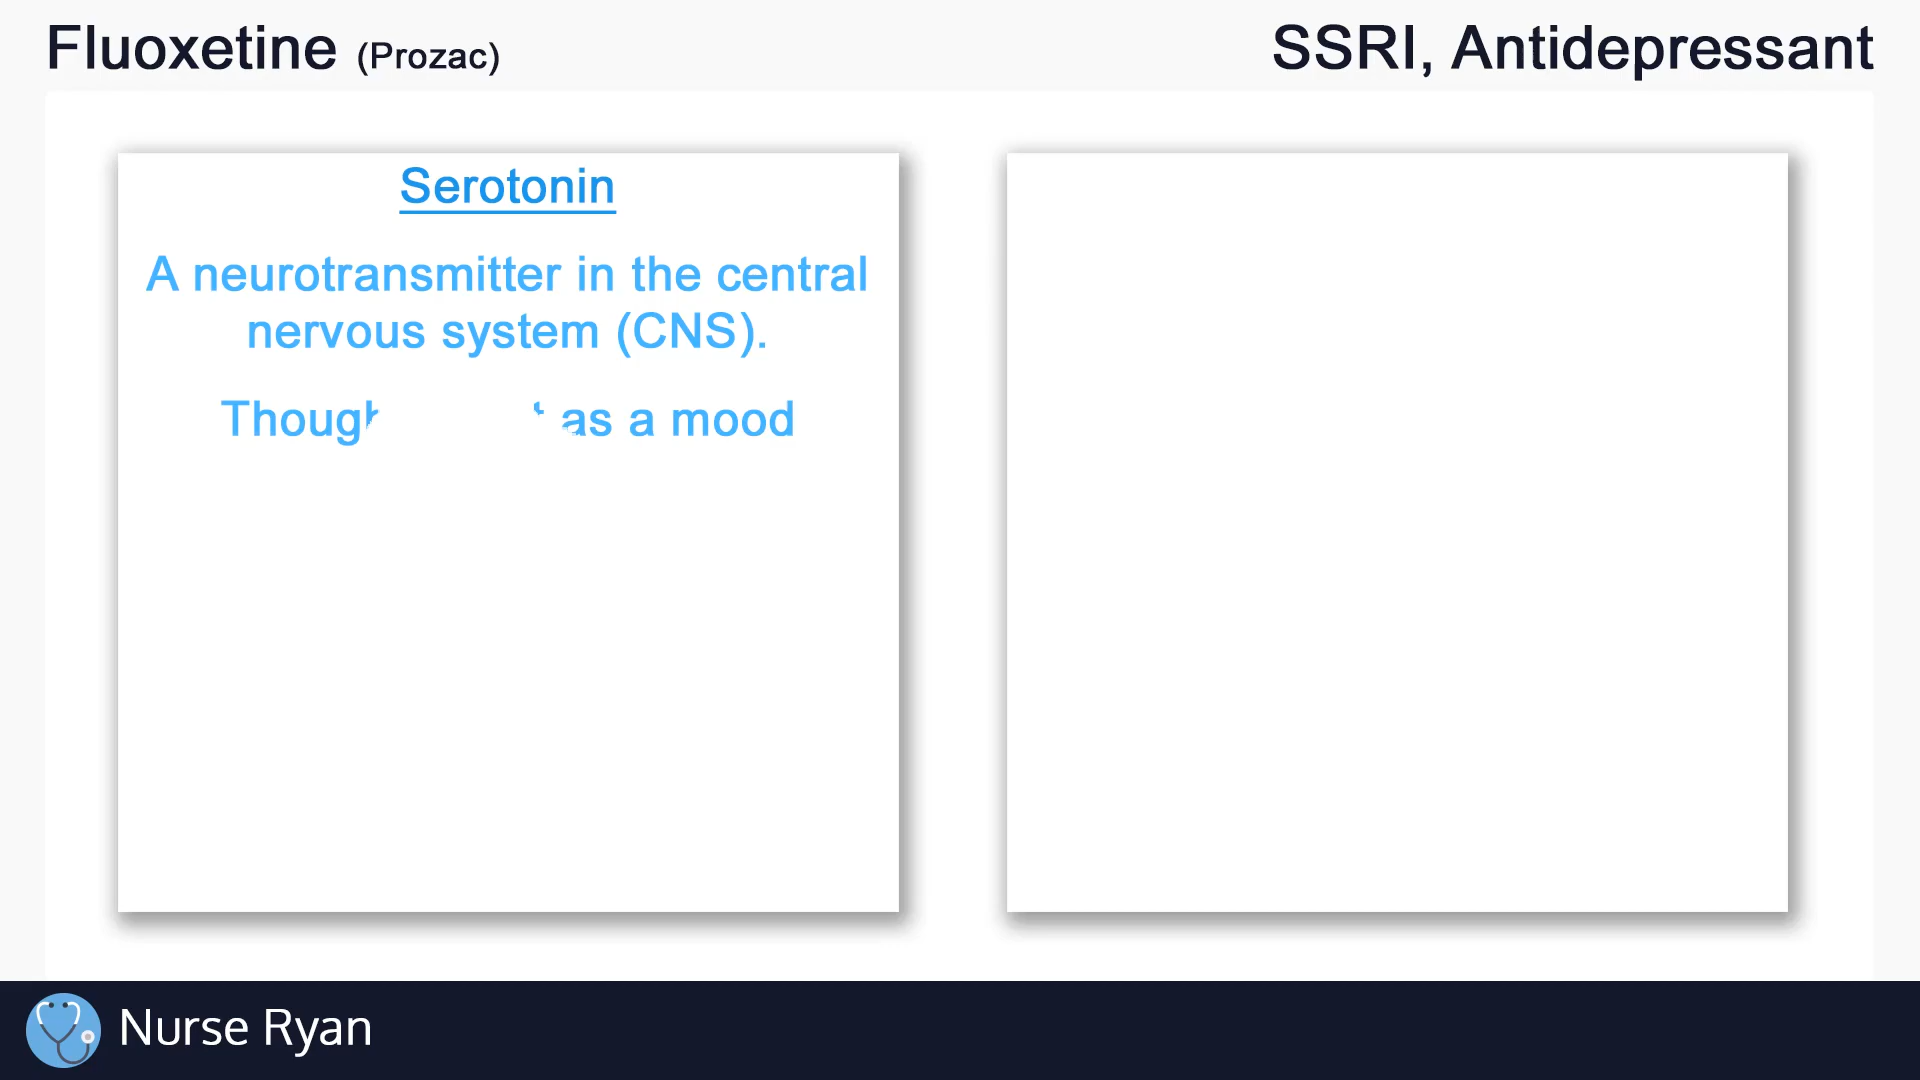 Fluoxetine (Prozac)
SSRI, Antidepressant
Serotonin
A neurotransmitter in the central
nervous system (CNS).
as a mood
Nurse Ryan